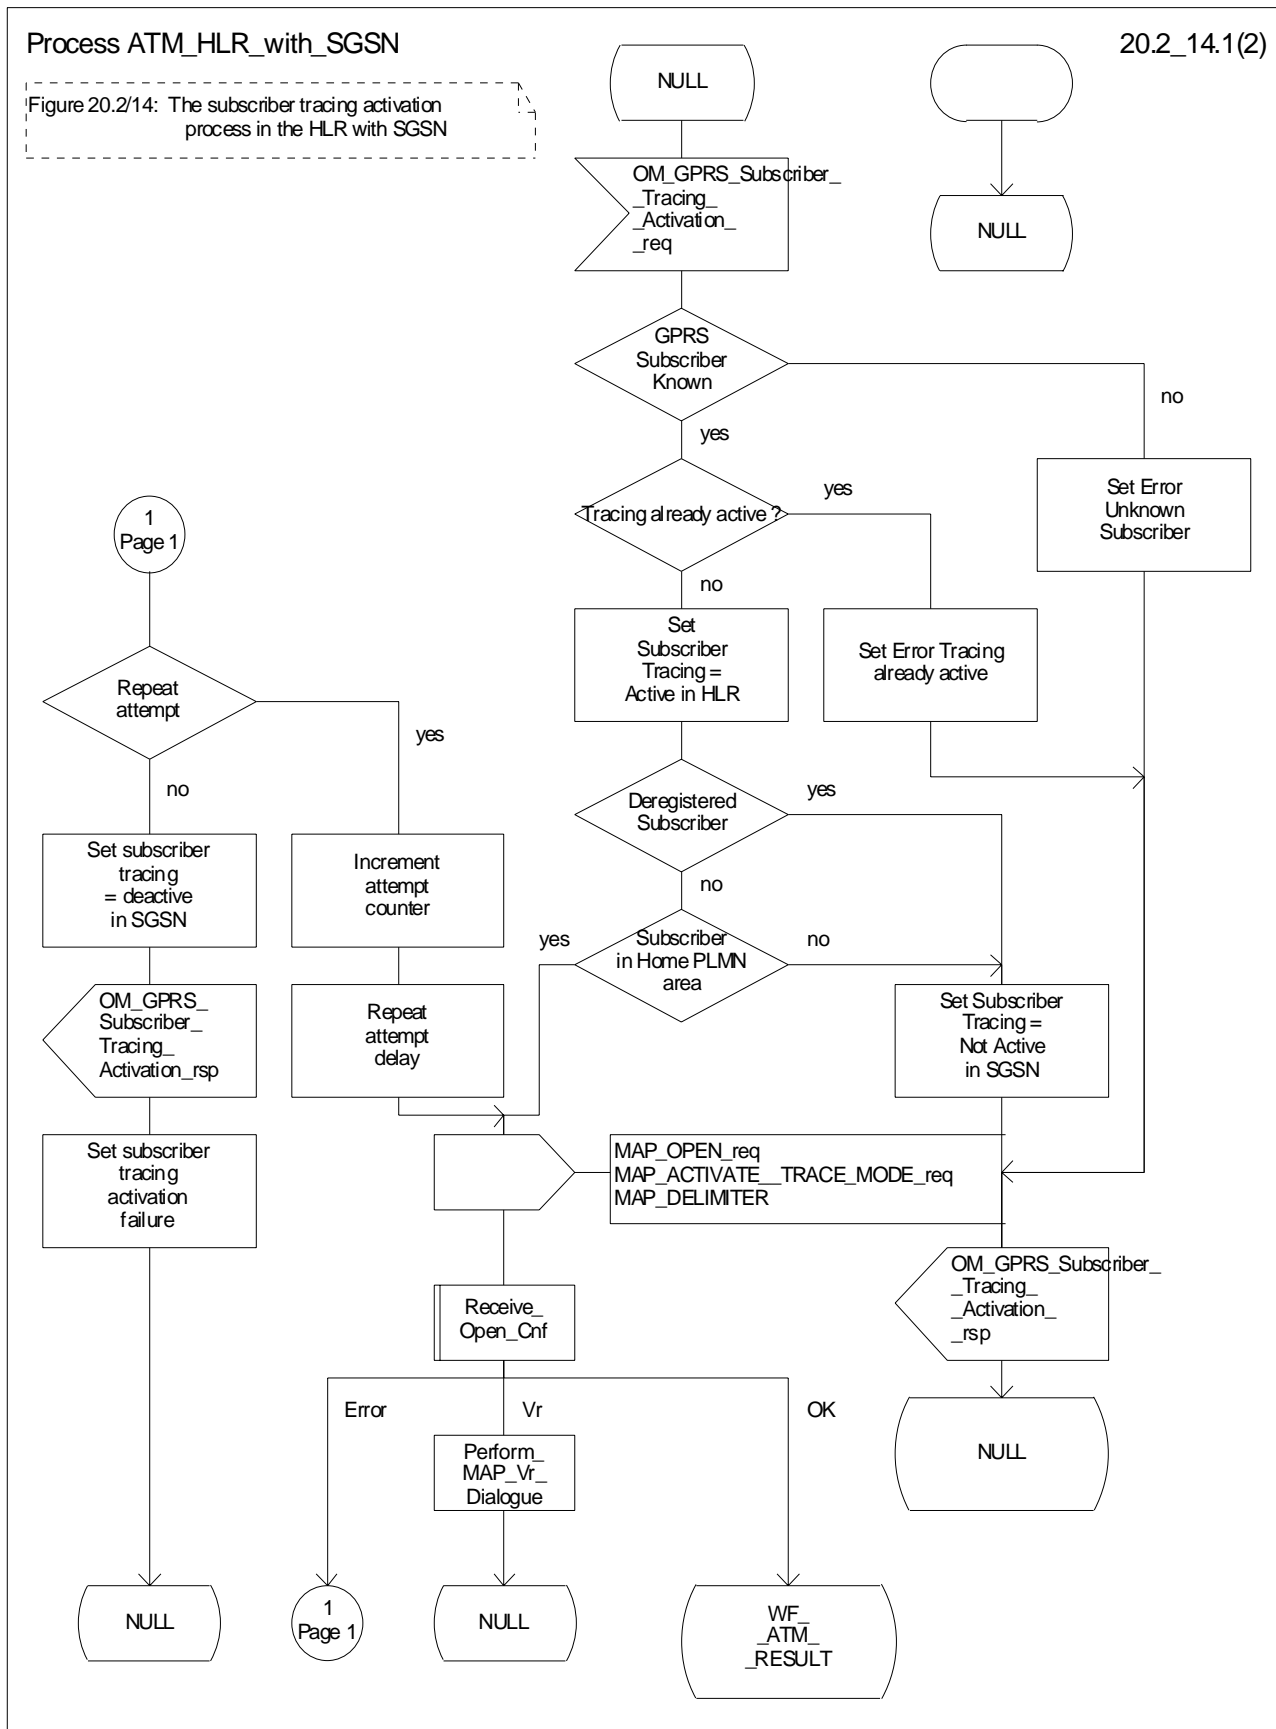 Process ATM_HLR_with_SGSN
20.2_14.1(2)
Figure 20.2/14: The subscriber tracing activation
process in the HLR with SGSN
NULL
OM_GPRS_Subscriber_
_Tracing_
_Activation_
_req
NULL
GPRS
Subscriber
Known
no
yes
Tracing already active ?
yes
Set Error
Unknown
Subscriber
1
Page 1
no
Set
Subscriber
Tracing =
Active in HLR
Set Error Tracing
already active
Repeat
attempt
yes
no
Deregistered
Subscriber
yes
Set subscriber
tracing
= deactive
in SGSN
Increment
attempt
counter
no
yes
Subscriber
in Home PLMN
area
no
OM_GPRS_
Subscriber_
Tracing_
Activation_rsp
Repeat
attempt
delay
Set Subscriber
Tracing =
Not Active
in SGSN
Set subscriber
tracing
activation
failure
MAP_OPEN_req
MAP_ACTIVATE__TRACE_MODE_req
MAP_DELIMITER
OM_GPRS_Subscriber_
_Tracing_
_Activation_
_rsp
Receive_
Open_Cnf
Error
Vr
OK
NULL
Perform_
MAP_Vr_
Dialogue
NULL
1
Page 1
NULL
WF_
_ATM_
_RESULT